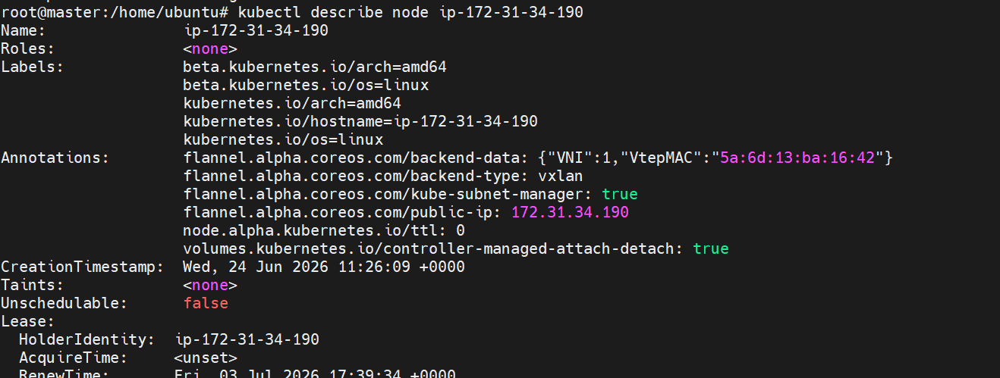 root@master:/home/ubuntu# kubectl describe node ip-172-31-34-190
Name:               ip-172-31-34-190
Roles:              <none>
Labels:             beta.kubernetes.io/arch=amd64
                    beta.kubernetes.io/os=linux
                    kubernetes.io/arch=amd64
                    kubernetes.io/hostname=ip-172-31-34-190
                    kubernetes.io/os=linux
Annotations:        flannel.alpha.coreos.com/backend-data: {"VNI":1,"VtepMAC":"5a:6d:13:ba:16:42"}
                    flannel.alpha.coreos.com/backend-type: vxlan
                    flannel.alpha.coreos.com/kube-subnet-manager: true
                    flannel.alpha.coreos.com/public-ip: 172.31.34.190
                    node.alpha.kubernetes.io/ttl: 0
                    volumes.kubernetes.io/controller-managed-attach-detach: true
CreationTimestamp:  Wed, 24 Jun 2026 11:26:09 +0000
Taints:             <none>
Unschedulable:      false
Lease:
  HolderIdentity:  ip-172-31-34-190
  AcquireTime:     <unset>
  RenewTime:       Fri, 03 Jul 2026 17:39:34 +0000